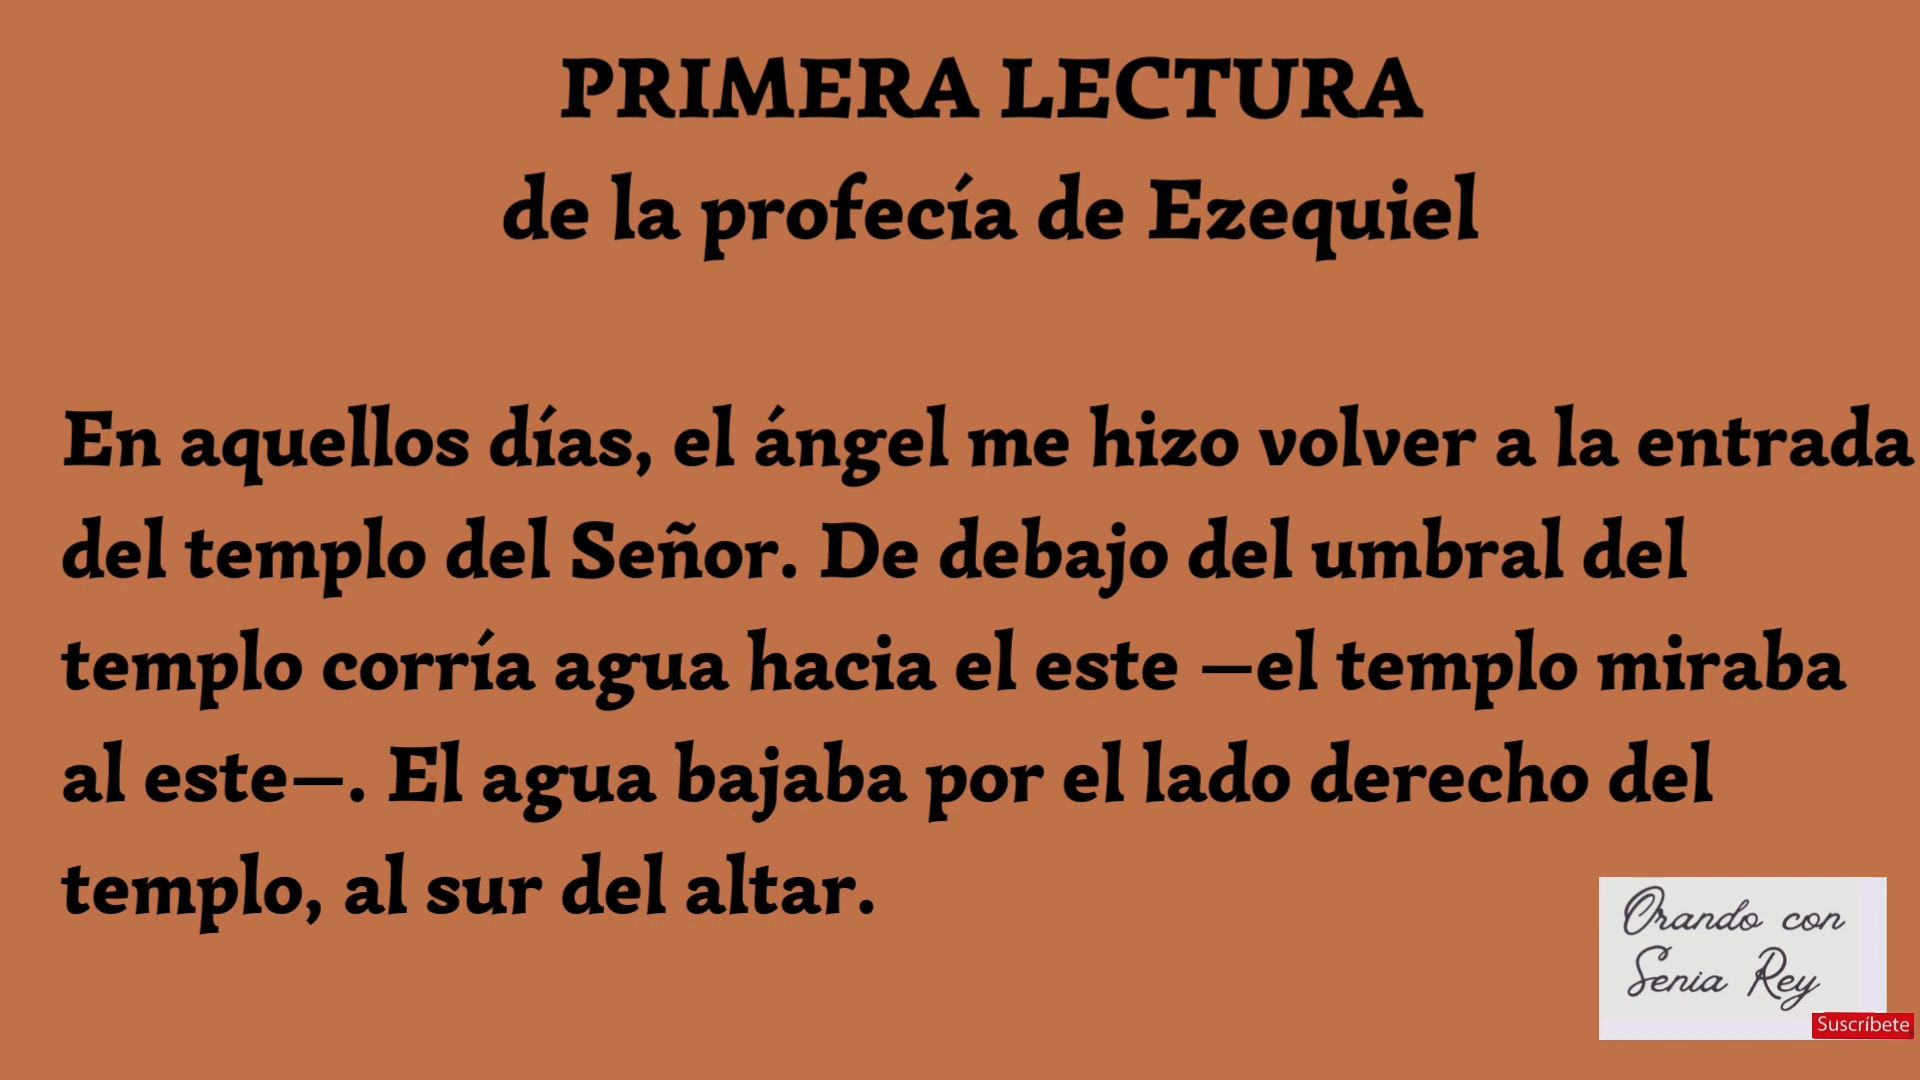 PRIMERA LECTURA
de la profecía de Ezequiel
En aquellos días, el ángel me hizo volver a la entrada
del templo del Señor. De debajo del umbral del
templo corría agua hacia el este —el templo miraba
al este—. El agua bajaba por el lado derecho del
templo, al sur del altar.
Orando con
Senia Rey
Suscríbete